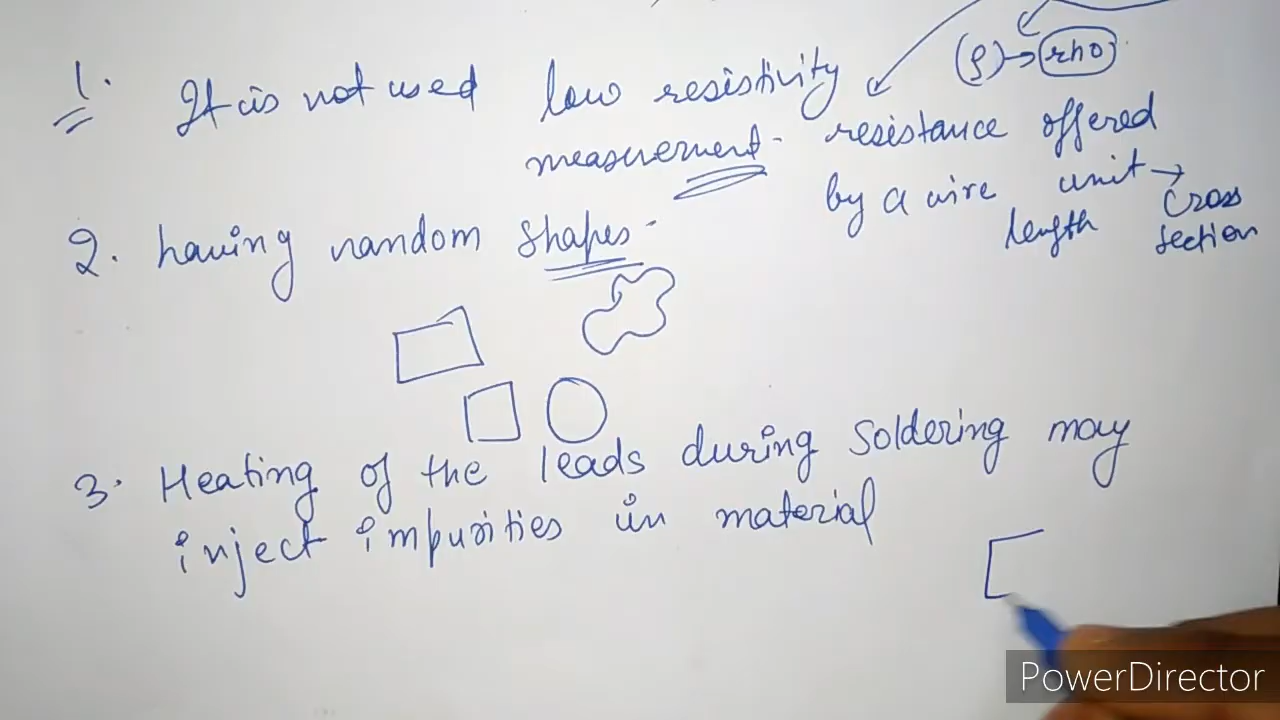 1. It is not used low resistivity
measurement.
(ρ) → rho
resistance offered
by a wire unit → cross
length section
2. having random shapes.
3. Heating of the leads during soldering may
inject impurities in material
PowerDirector